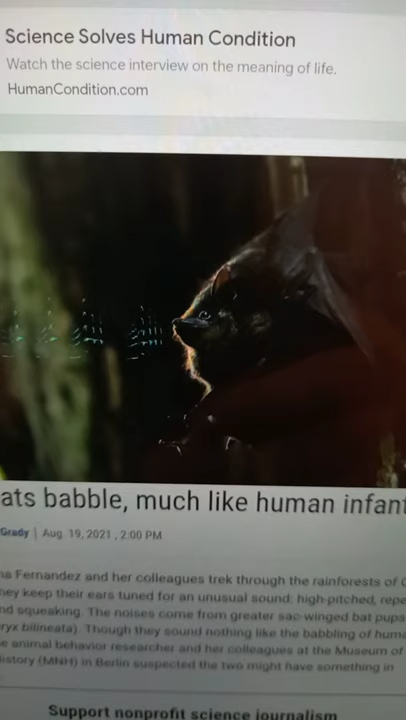 Science Solves Human Condition
Watch the science interview on the meaning of life.
HumanCondition.com
ats babble, much like human infant
Grady | Aug. 19, 2021 , 2:00 PM
na Fernandez and her colleagues trek through the rainforests of C
hey keep their ears tuned for an unusual sound: high-pitched, repe
nd squeaking. The noises come from greater sac-winged bat pups
ryx bilineata). Though they sound nothing like the babbling of huma
e animal behavior researcher and her colleagues at the Museum of
istory (MNH) in Berlin suspected the two might have something in
Support nonprofit science journalism